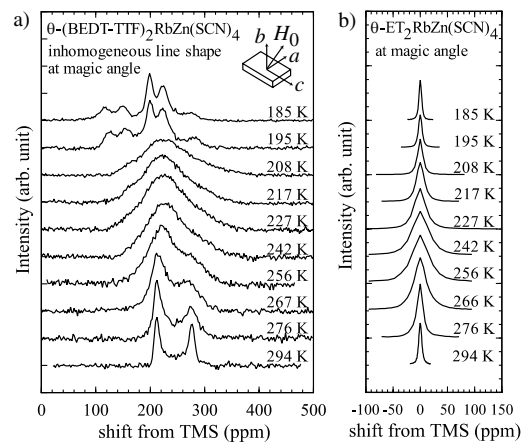 a)
θ-(BEDT-TTF)2RbZn(SCN)4
inhomogeneous line shape
at magic angle
b H0
a
c
185 K
195 K
208 K
217 K
227 K
242 K
256 K
267 K
276 K
294 K
Intensity (arb. unit)
0 100 200 300 400 500
shift from TMS (ppm)
b)
θ-ET2RbZn(SCN)4
at magic angle
185 K
195 K
208 K
217 K
227 K
242 K
256 K
266 K
276 K
294 K
Intensity (arb. unit)
-100 -50 0 50 100 150
shift from TMS (ppm)